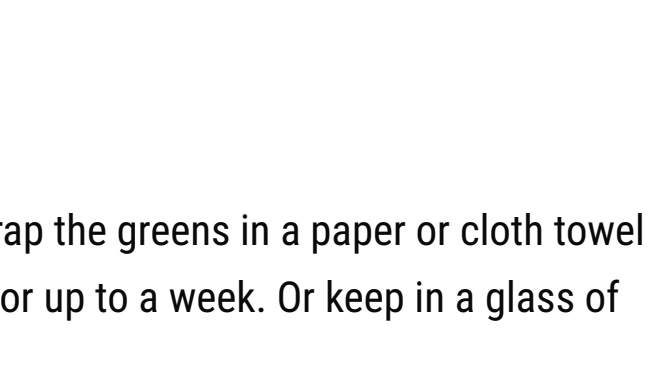 rap the greens in a paper or cloth towel
or up to a week. Or keep in a glass of